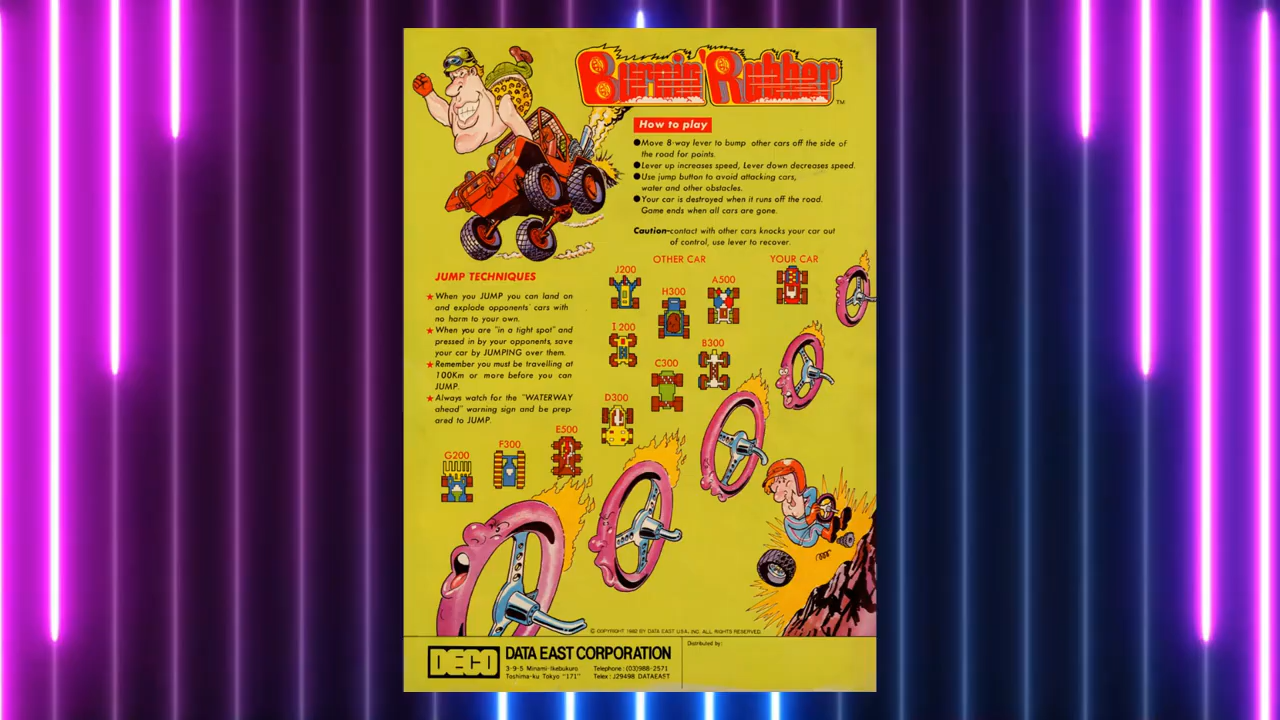 Burnin' Rubber
TM
How to play
●Move 8-way lever to bump other cars off the side of
the road for points.
●Lever up increases speed, Lever down decreases speed.
●Use jump button to avoid attacking cars,
water and other obstacles.
●Your car is destroyed when it runs off the road.
Game ends when all cars are gone.
Caution-contact with other cars knocks your car out
of control, use lever to recover.
OTHER CAR
YOUR CAR
J200
H300
A500
I 200
B300
C300
D300
E500
F300
G200
JUMP TECHNIQUES
★When you JUMP you can land on
and explode opponents' cars with
no harm to your own.
★When you are "in a tight spot" and
pressed in by your opponents, save
your car by JUMPING over them.
★Remember you must be travelling at
100Km or more before you can
JUMP.
★Always watch for the "WATERWAY
ahead" warning sign and be prep-
ared to JUMP.
© COPYRIGHT 1982 BY DATA EAST U.S.A., INC. ALL RIGHTS RESERVED.
DECO
DATA EAST CORPORATION
3-9-5 Minami-Ikebukuro
Toshima-ku Tokyo "171"
Telephone : (03)988-2571
Telex : J29498 DATAEAST
Distributed by: